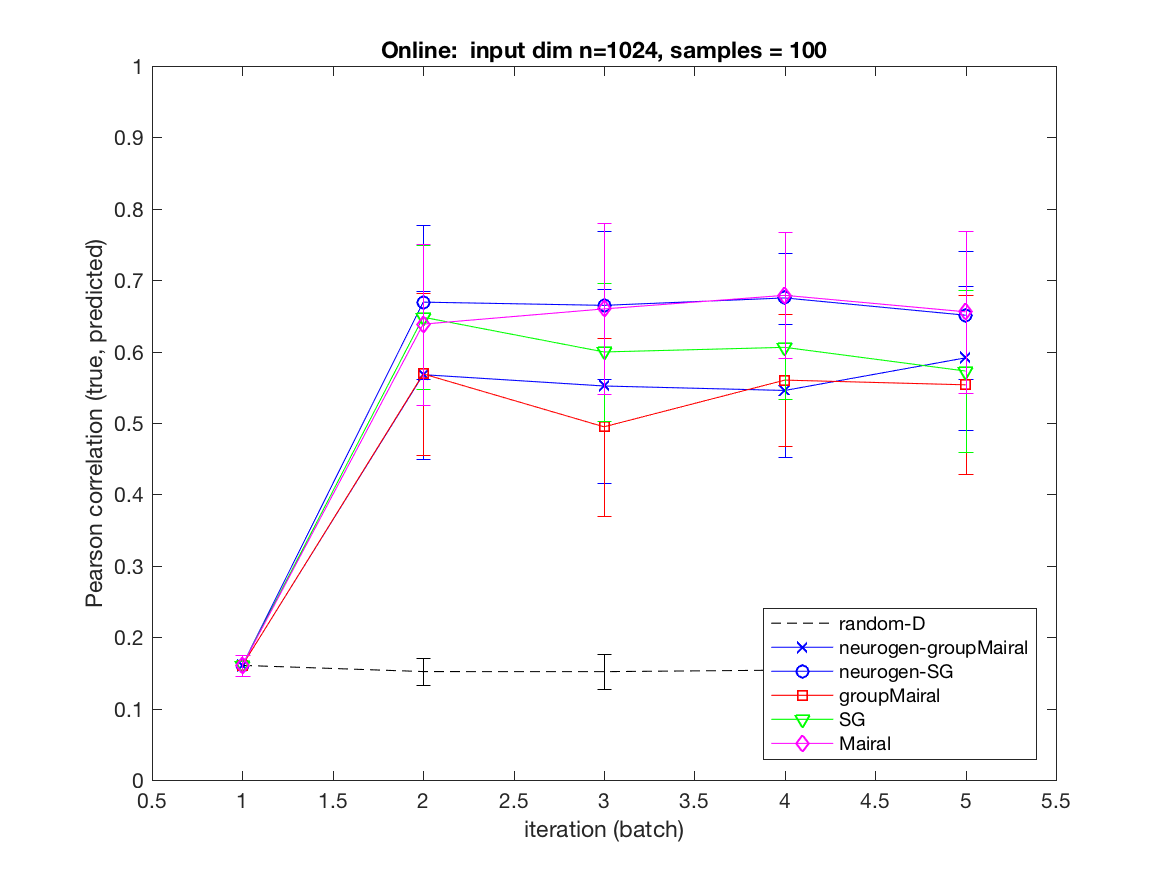 Online:  input dim n=1024, samples = 100
Pearson correlation (true, predicted)
1
0.9
0.8
0.7
0.6
0.5
0.4
0.3
0.2
0.1
0
random-D
neurogen-groupMairal
neurogen-SG
groupMairal
SG
Mairal
0.5 1 1.5 2 2.5 3 3.5 4 4.5 5 5.5
iteration (batch)